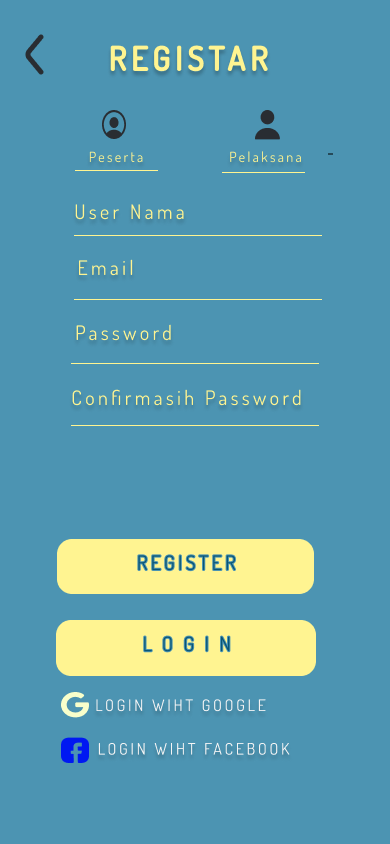 REGISTAR
Peserta
Pelaksana
-
User Nama
Email
Password
Confirmasih Password
REGISTER
LOGIN
LOGIN WIHT GOOGLE
LOGIN WIHT FACEBOOK